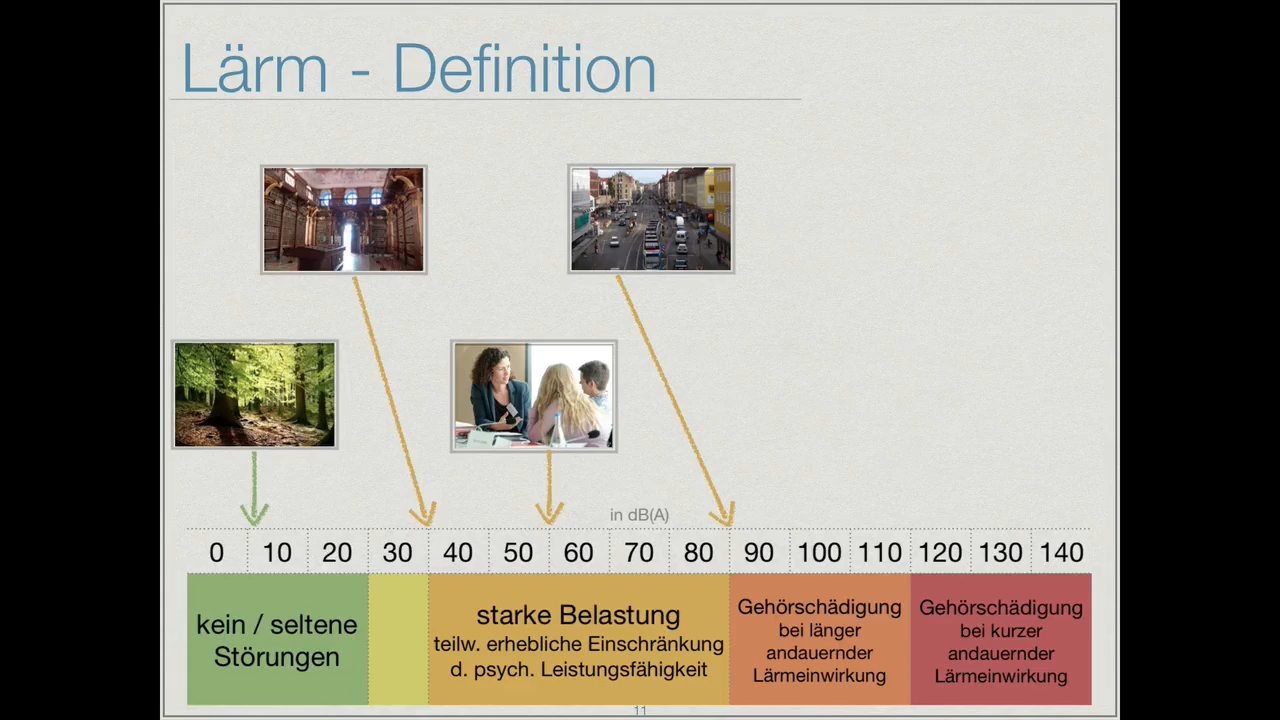 Lärm - Definition
in dB(A)
0 10 20 30 40 50 60 70 80 90 100 110 120 130 140
kein / seltene
Störungen
starke Belastung
teilw. erhebliche Einschränkung
d. psych. Leistungsfähigkeit
Gehörschädigung
bei länger
andauernder
Lärmeinwirkung
Gehörschädigung
bei kurzer
andauernder
Lärmeinwirkung
11